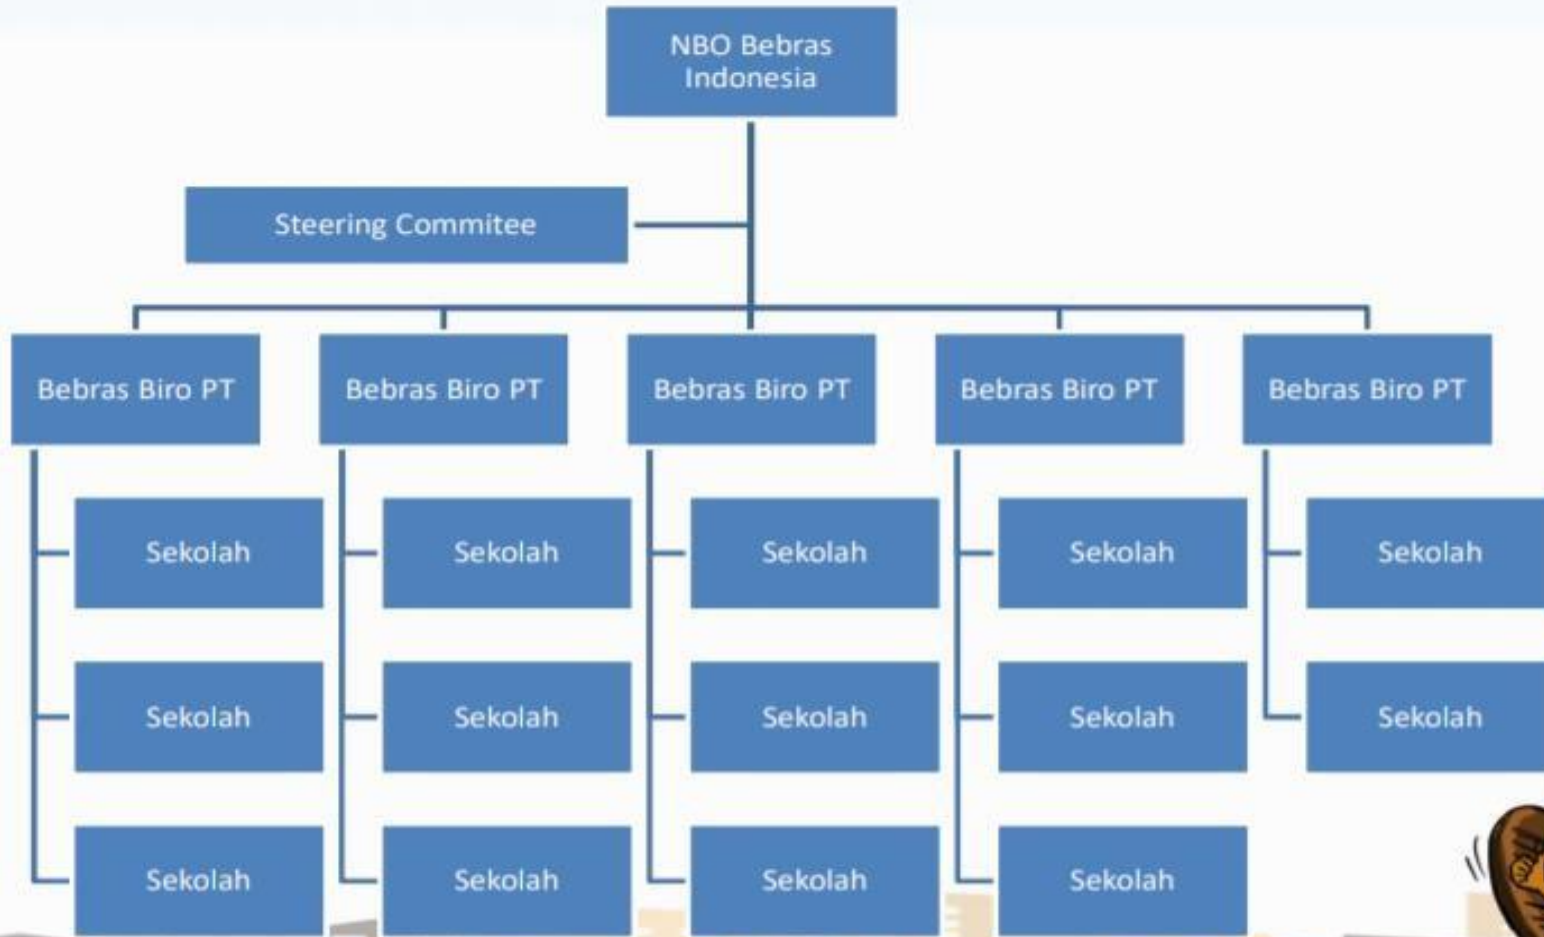 NBO Bebras
Indonesia
Steering Commitee
Bebras Biro PT
Bebras Biro PT
Bebras Biro PT
Bebras Biro PT
Bebras Biro PT
Sekolah
Sekolah
Sekolah
Sekolah
Sekolah
Sekolah
Sekolah
Sekolah
Sekolah
Sekolah
Sekolah
Sekolah
Sekolah
Sekolah